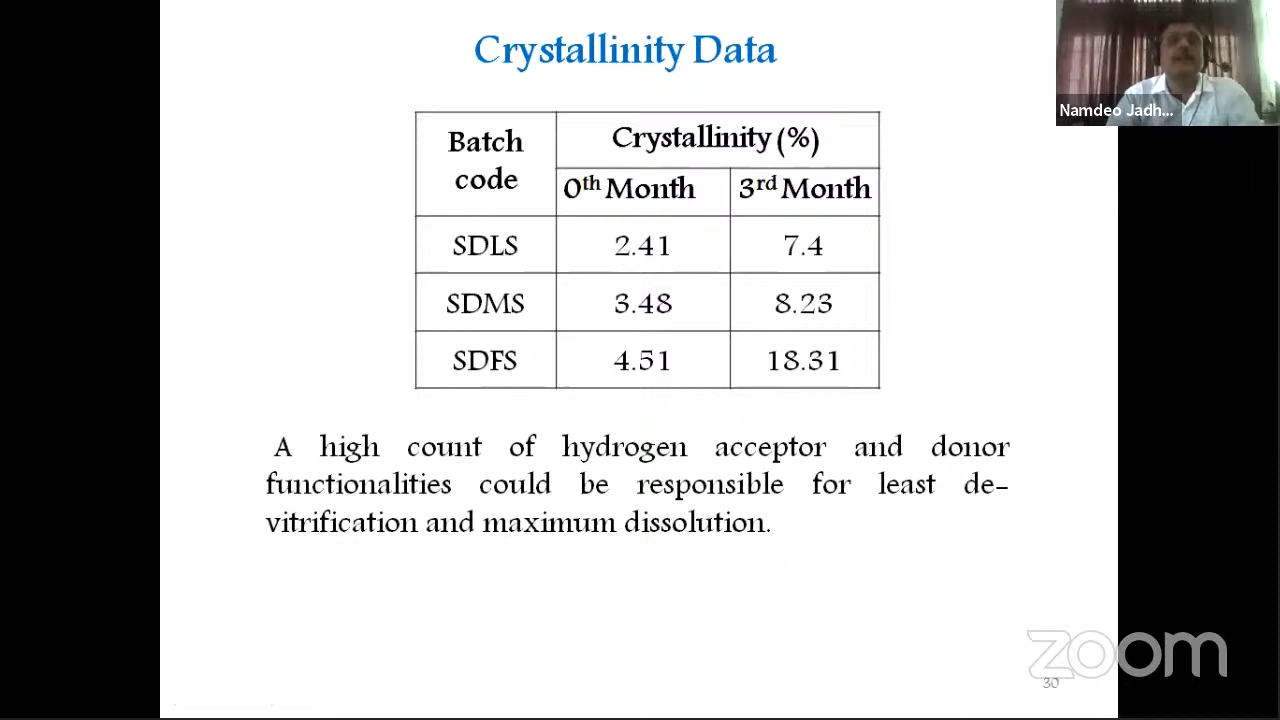 Crystallinity Data
Namdeo Jadh...
Batch code
Crystallinity (%)
0th Month
3rd Month
SDLS 2.41 7.4
SDMS 3.48 8.23
SDFS 4.51 18.31
A high count of hydrogen acceptor and donor
functionalities could be responsible for least de-
vitrification and maximum dissolution.
zoom
30